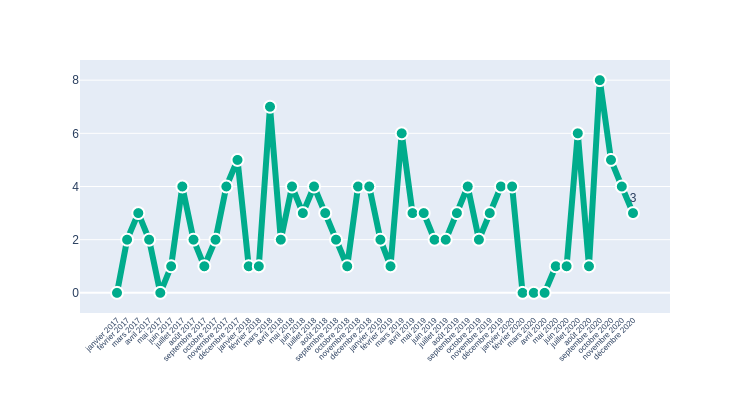 8
6
4
2
0
3
janvier 2017
février 2017
mars 2017
avril 2017
mai 2017
juin 2017
juillet 2017
août 2017
septembre 2017
octobre 2017
novembre 2017
décembre 2017
janvier 2018
février 2018
mars 2018
avril 2018
mai 2018
juin 2018
juillet 2018
août 2018
septembre 2018
octobre 2018
novembre 2018
décembre 2018
janvier 2019
février 2019
mars 2019
avril 2019
mai 2019
juin 2019
juillet 2019
août 2019
septembre 2019
octobre 2019
novembre 2019
décembre 2019
janvier 2020
février 2020
mars 2020
avril 2020
mai 2020
juin 2020
juillet 2020
août 2020
septembre 2020
octobre 2020
novembre 2020
décembre 2020